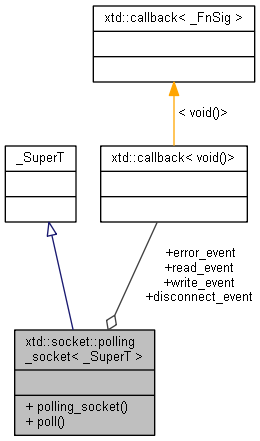 xtd::callback< _FnSig >
< void()>
_SuperT
xtd::callback< void()>
+error_event
+read_event
+write_event
+disconnect_event
xtd::socket::polling
_socket< _SuperT >
+ polling_socket()
+ poll()